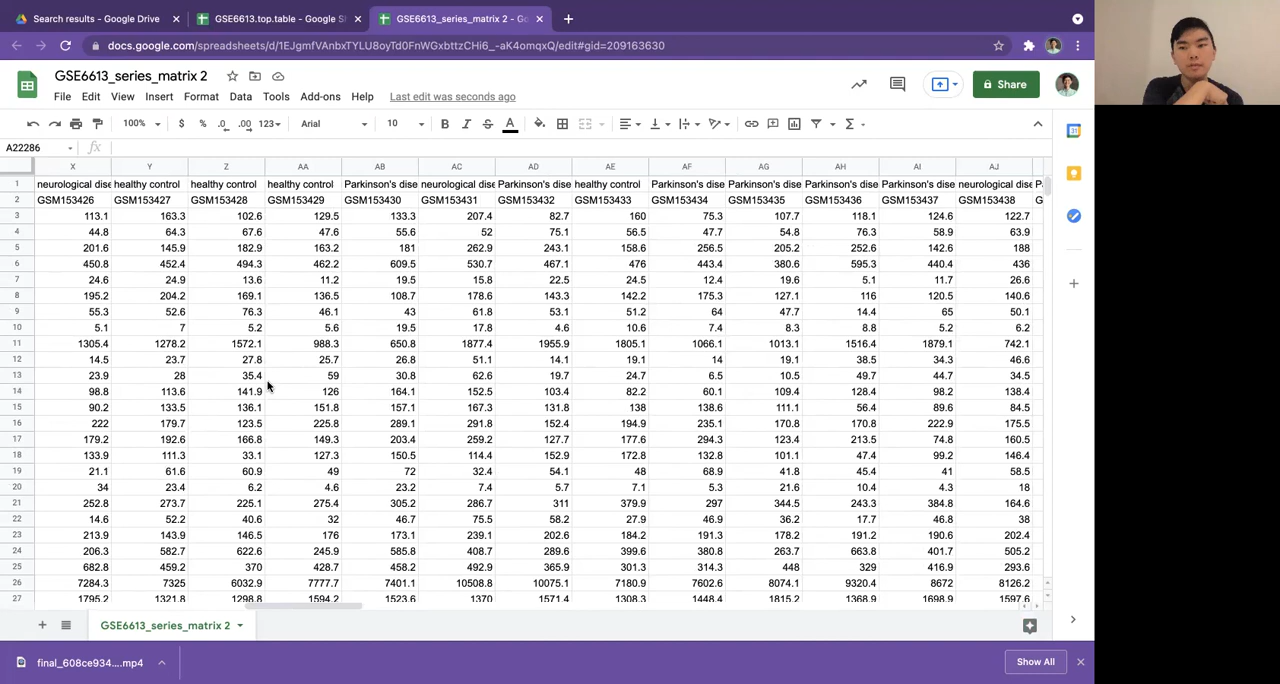 Search results - Google Drive × GSE6613.top.table - Google S × GSE6613_series_matrix 2 - Go ×
docs.google.com/spreadsheets/d/1EJgmfVAnbxTYLU8oyTd0FnWGxbttzCHi6_-aK4omqxQ/edit#gid=209163630
GSE6613_series_matrix 2
File Edit View Insert Format Data Tools Add-ons Help Last edit was seconds ago
Share
100% $ % .0 .00 123 Arial 10 B I S A
A22286 fx
X Y Z AA AB AC AD AE AF AG AH AI AJ
1 neurological dise healthy control healthy control healthy control Parkinson's dise neurological dise Parkinson's dise healthy control Parkinson's dise Parkinson's dise Parkinson's dise Parkinson's dise neurological dise P
2 GSM153426 GSM153427 GSM153428 GSM153429 GSM153430 GSM153431 GSM153432 GSM153433 GSM153434 GSM153435 GSM153436 GSM153437 GSM153438 G
3 113.1 163.3 102.6 129.5 133.3 207.4 82.7 160 75.3 107.7 118.1 124.6 122.7
4 44.8 64.3 67.6 47.6 55.6 52 75.1 56.5 47.7 54.8 76.3 58.9 63.9
5 201.6 145.9 182.9 163.2 181 262.9 243.1 158.6 256.5 205.2 252.6 142.6 188
6 450.8 452.4 494.3 462.2 609.5 530.7 467.1 476 443.4 380.6 595.3 440.4 436
7 24.6 24.9 13.6 11.2 19.5 15.8 22.5 24.5 12.4 19.6 5.1 11.7 26.6
8 195.2 204.2 169.1 136.5 108.7 178.6 143.3 142.2 175.3 127.1 116 120.5 140.6
9 55.3 52.6 76.3 46.1 43 61.8 53.1 51.2 64 47.7 14.4 65 50.1
10 5.1 7 5.2 5.6 19.5 17.8 4.6 10.6 7.4 8.3 8.8 5.2 6.2
11 1305.4 1278.2 1572.1 988.3 650.8 1877.4 1955.9 1805.1 1066.1 1013.1 1516.4 1879.1 742.1
12 14.5 23.7 27.8 25.7 26.8 51.1 14.1 19.1 14 19.1 38.5 34.3 46.6
13 23.9 28 35.4 59 30.8 62.6 19.7 24.7 6.5 10.5 49.7 44.7 34.5
14 98.8 113.6 141.9 126 164.1 152.5 103.4 82.2 60.1 109.4 128.4 98.2 138.4
15 90.2 133.5 136.1 151.8 157.1 167.3 131.8 138 138.6 111.1 56.4 89.6 84.5
16 222 179.7 123.5 225.8 289.1 291.8 152.4 194.9 235.1 170.8 170.8 222.9 175.5
17 179.2 192.6 166.8 149.3 203.4 259.2 127.7 177.6 294.3 123.4 213.5 74.8 160.5
18 133.9 111.3 33.1 127.3 150.5 114.4 152.9 172.8 132.8 101.1 47.4 99.2 146.4
19 21.1 61.6 60.9 49 72 32.4 54.1 48 68.9 41.8 45.4 41 58.5
20 34 23.4 6.2 4.6 23.2 7.4 5.7 7.1 5.3 21.6 10.4 4.3 18
21 252.8 273.7 225.1 275.4 305.2 286.7 311 379.9 297 344.5 243.3 384.8 164.6
22 14.6 52.2 40.6 32 46.7 75.5 58.2 27.9 46.9 36.2 17.7 46.8 38
23 213.9 143.9 146.5 176 173.1 239.1 202.6 184.2 191.3 178.2 191.2 190.6 202.4
24 206.3 582.7 622.6 245.9 585.8 408.7 289.6 399.6 380.8 263.7 663.8 401.7 505.2
25 682.8 459.2 370 428.7 458.2 492.9 365.9 301.3 314.3 448 329 416.9 293.6
26 7284.3 7325 6032.9 7777.7 7401.1 10508.8 10075.1 7180.9 7602.6 8074.1 9320.4 8672 8126.2
27 1795.2 1321.8 1298.8 1594.2 1523.6 1370 1571.4 1308.3 1448.4 1815.2 1368.9 1698.9 1597.6
GSE6613_series_matrix 2
final_608ce934....mp4 Show All